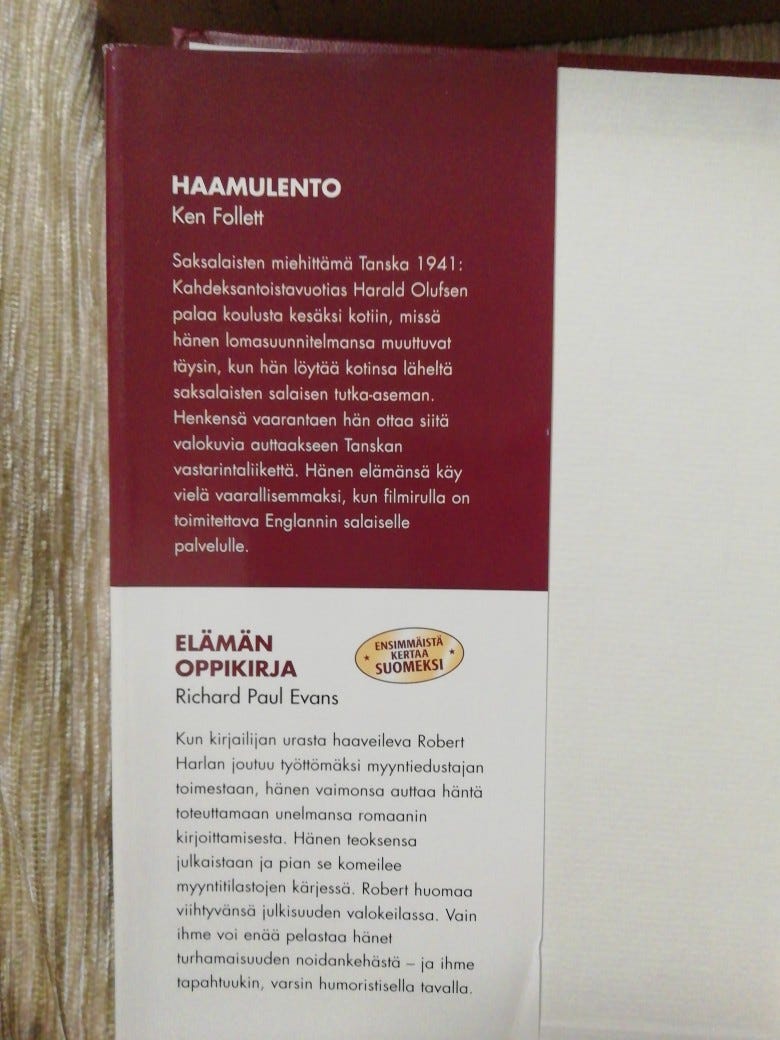 HAAMULENTO
Ken Follett
Saksalaisten miehittämä Tanska 1941:
Kahdeksantoistavuotias Harald Olufsen
palaa koulusta kesäksi kotiin, missä
hänen lomasuunnitelmansa muuttuvat
täysin, kun hän löytää kotinsa läheltä
saksalaisten salaisen tutka-aseman.
Henkensä vaarantaen hän ottaa siitä
valokuvia auttaakseen Tanskan
vastarintaliikettä. Hänen elämänsä käy
vielä vaarallisemmaksi, kun filmirulla on
toimitettava Englannin salaiselle
palvelulle.
ELÄMÄN
OPPIKIRJA
Richard Paul Evans
ENSIMMÄISTÄ
KERTAA
SUOMEKSI
Kun kirjailijan urasta haaveileva Robert
Harlan joutuu työttömäksi myyntiedustajan
toimestaan, hänen vaimonsa auttaa häntä
toteuttamaan unelmansa romaanin
kirjoittamisesta. Hänen teoksensa
julkaistaan ja pian se komeilee
myyntitilastojen kärjessä. Robert huomaa
viihtyvänsä julkisuuden valokeilassa. Vain
ihme voi enää pelastaa hänet
turhamaisuuden noidankehästä – ja ihme
tapahtuukin, varsin humoristisella tavalla.